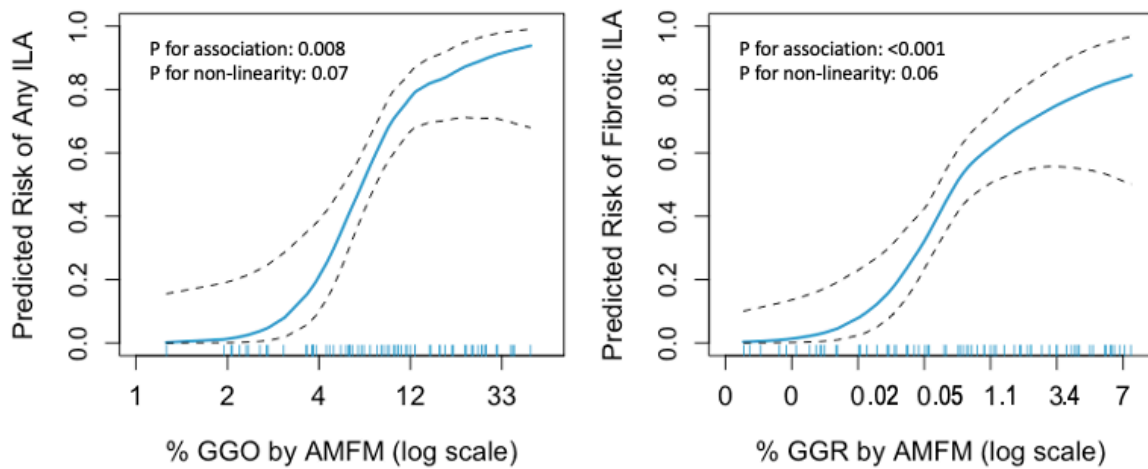 Predicted Risk of Any ILA
0.0 0.2 0.4 0.6 0.8 1.0
P for association: 0.008
P for non-linearity: 0.07
1 2 4 12 33
% GGO by AMFM (log scale)
Predicted Risk of Fibrotic ILA
0.0 0.2 0.4 0.6 0.8 1.0
P for association: <0.001
P for non-linearity: 0.06
0 0 0.02 0.05 1.1 3.4 7
% GGR by AMFM (log scale)